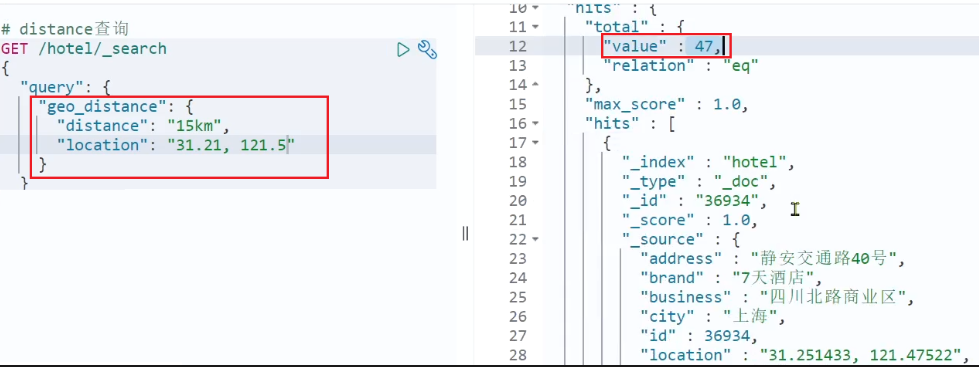 # distance查询
GET /hotel/_search
{
"query": {
"geo_distance": {
"distance": "15km",
"location": "31.21, 121.5"
}
}
10 "hits" : {
11 "total" : {
12 "value" : 47,
13 "relation" : "eq"
14 },
15 "max_score" : 1.0,
16 "hits" : [
17 {
18 "_index" : "hotel",
19 "_type" : "_doc",
20 "_id" : "36934",
21 "_score" : 1.0,
22 "_source" : {
23 "address" : "静安交通路40号",
24 "brand" : "7天酒店",
25 "business" : "四川北路商业区",
26 "city" : "上海",
27 "id" : 36934,
28 "location" : "31.251433, 121.47522",